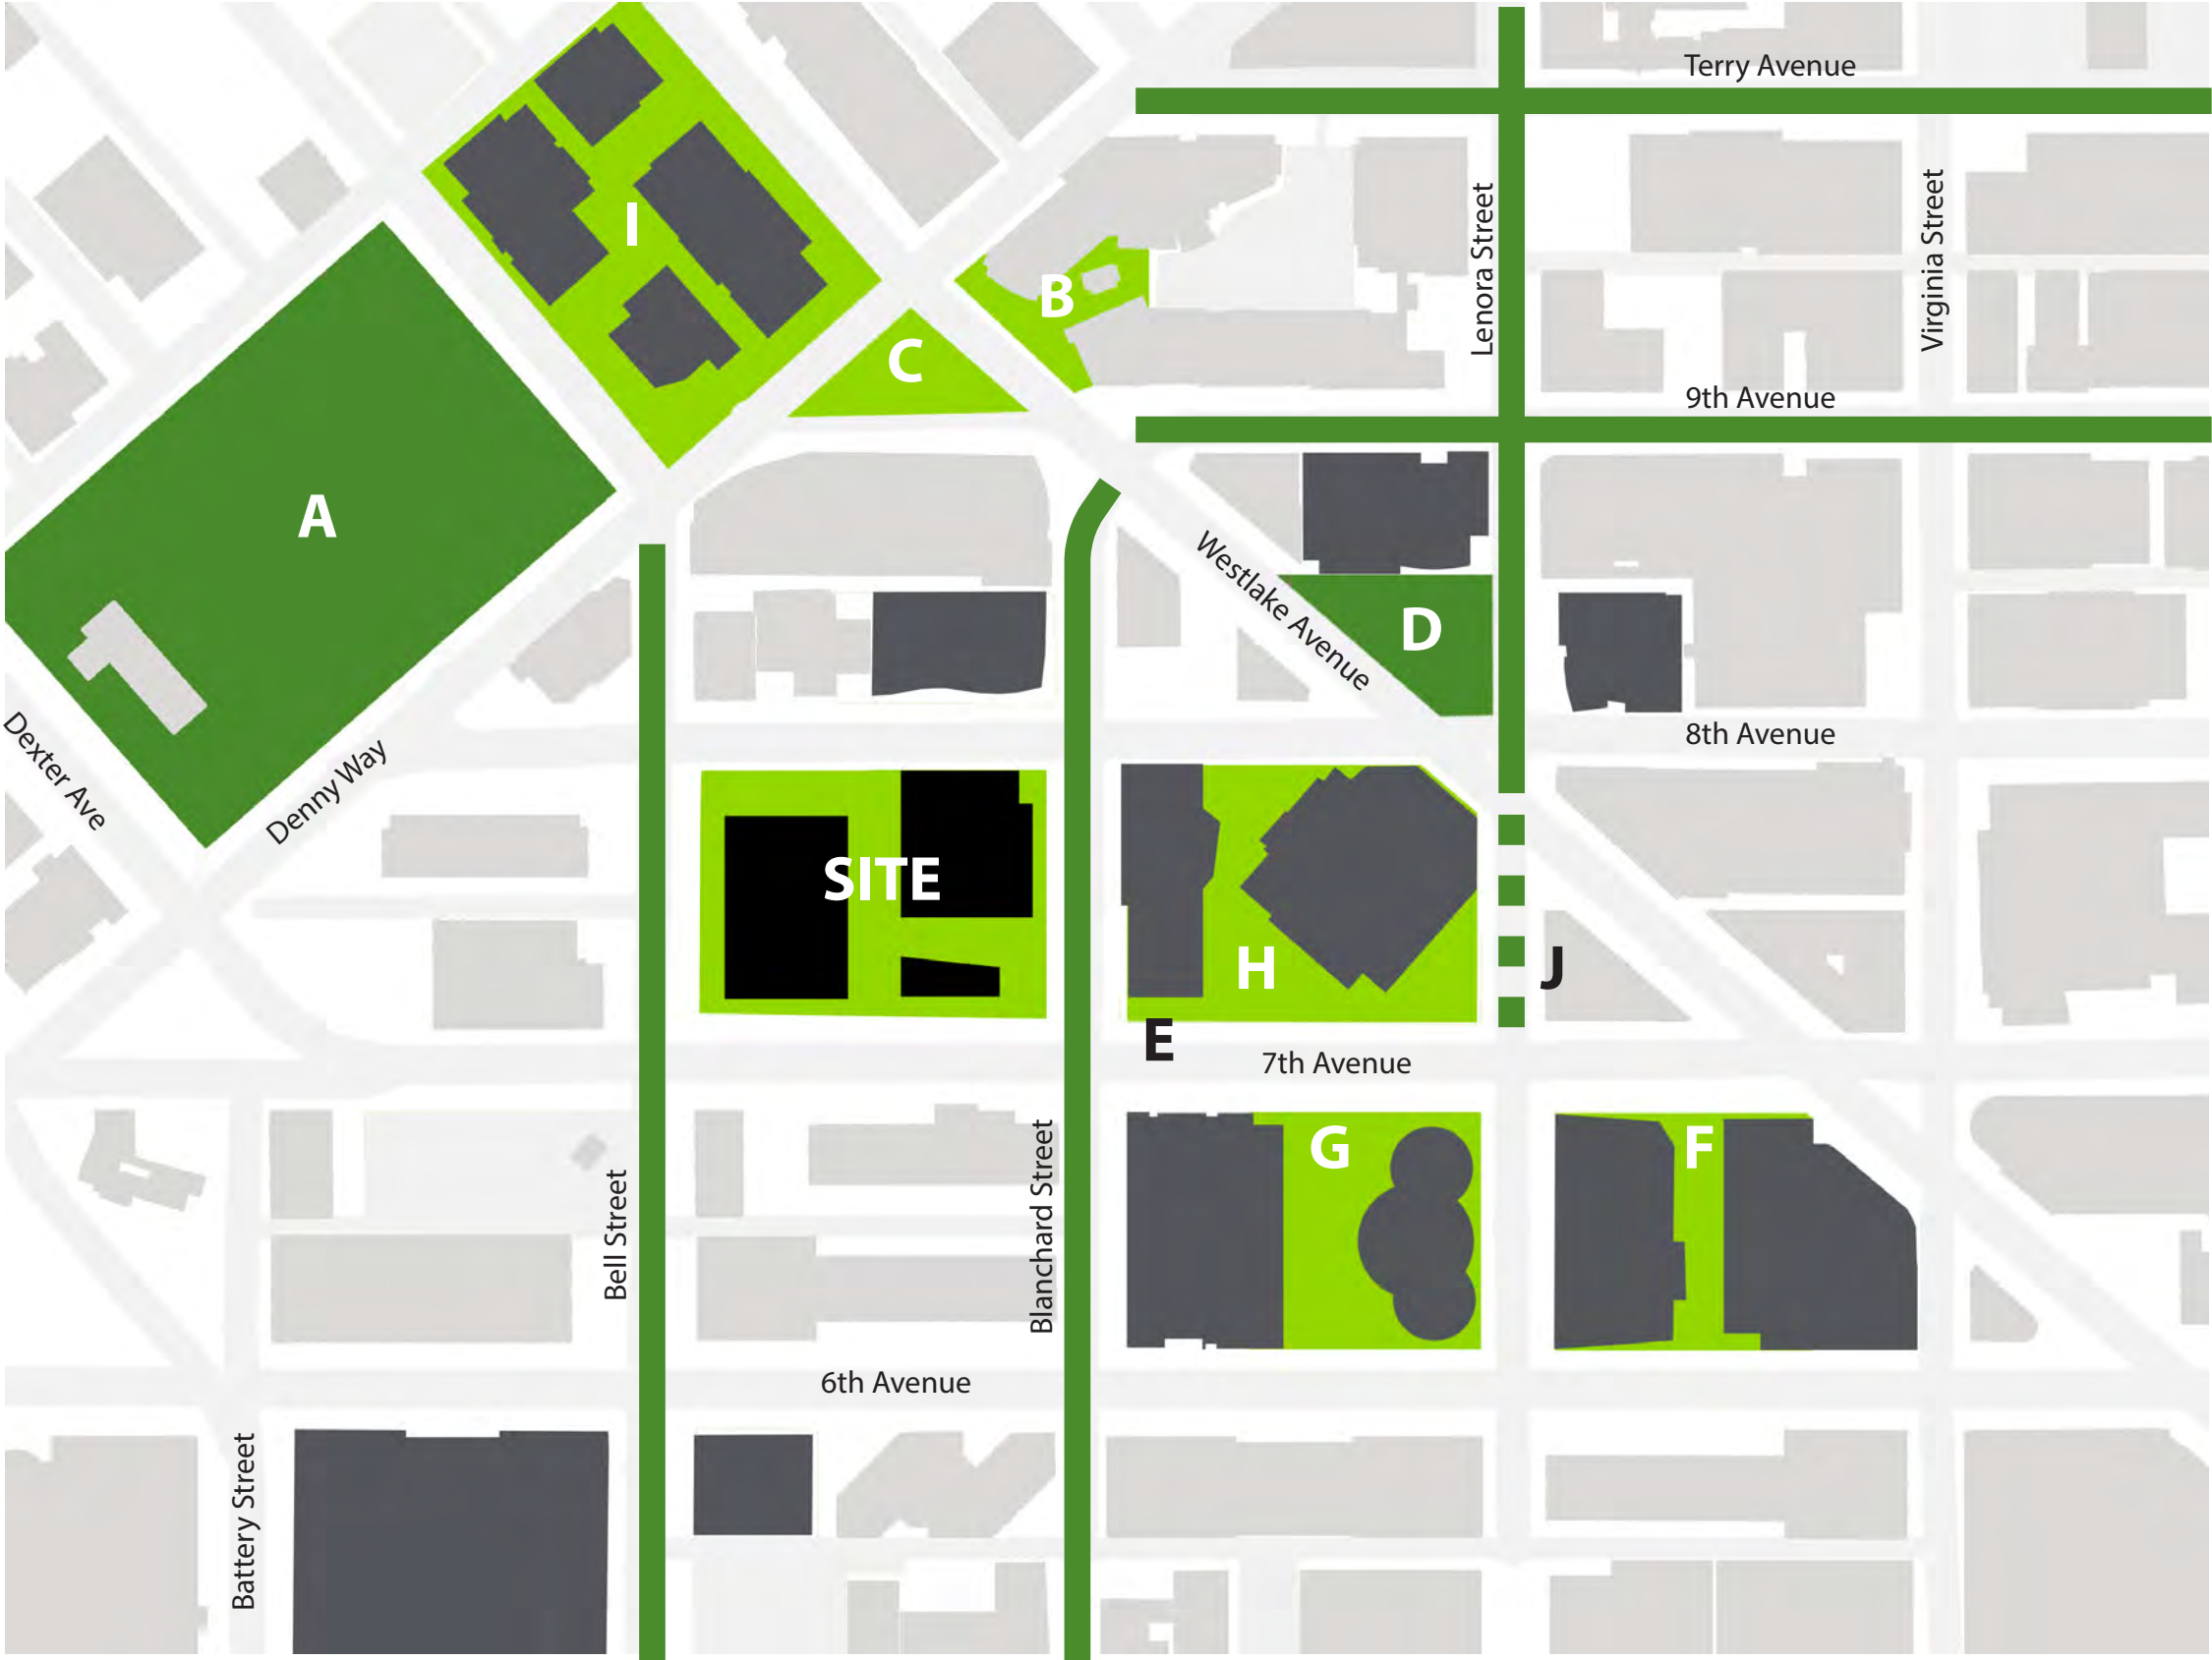 Terry Avenue
I
B
Lenora Street
Virginia Street
C
9th Avenue
A
Westlake Avenue
D
8th Avenue
Dexter Ave
Denny Way
SITE
H
J
E
7th Avenue
G
F
Bell Street
Blanchard Street
6th Avenue
Battery Street